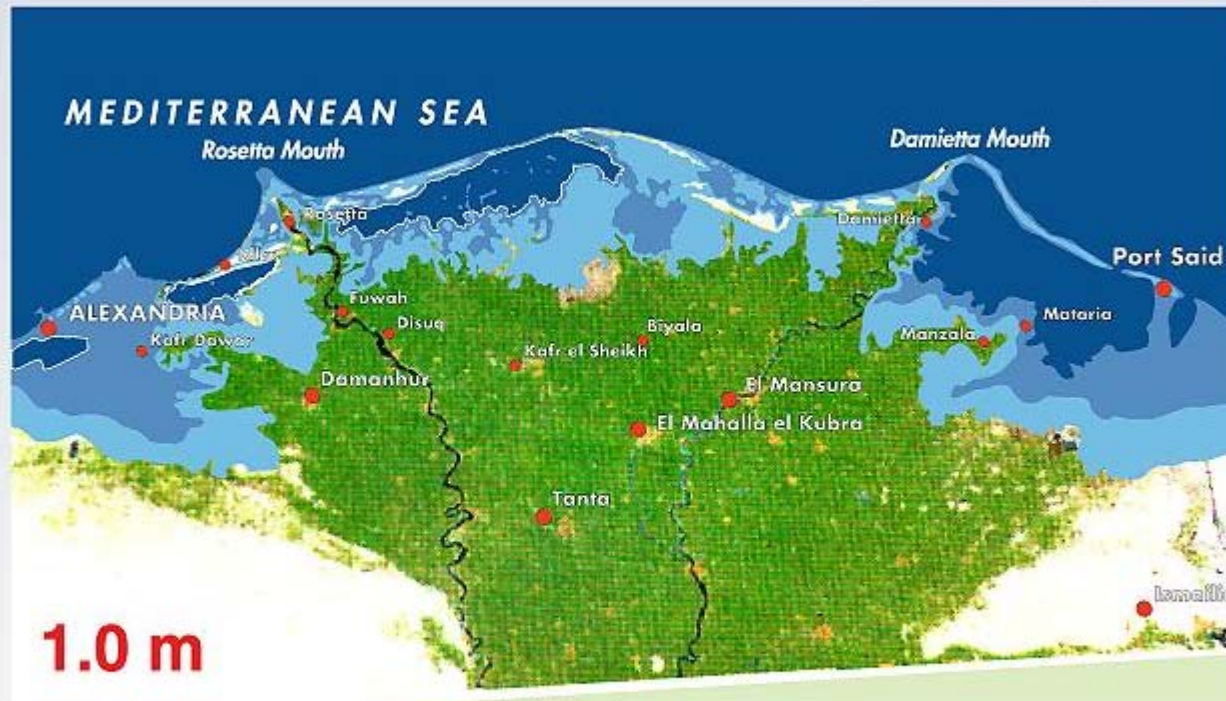 MEDITERRANEAN SEA
Rosetta Mouth
Damietta Mouth
Rosetta
Damietta
Port Said
ALEXANDRIA
Fuwah
Mataria
Disuq
Biyala
Manzala
Kafr Dawar
Kafr el Sheikh
Damanhur
El Mansura
El Mahalla el Kubra
Tanta
1.0 m